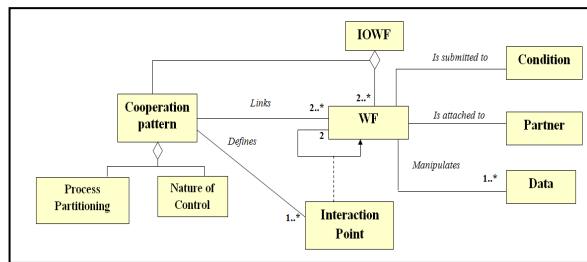 IOWF
Is submitted to
Condition
Cooperation
pattern
Links
2..*
2..*
WF
Is attached to
Partner
Defines
2
Manipulates
1..*
Data
Process
Partitioning
Nature of
Control
1..*
Interaction
Point